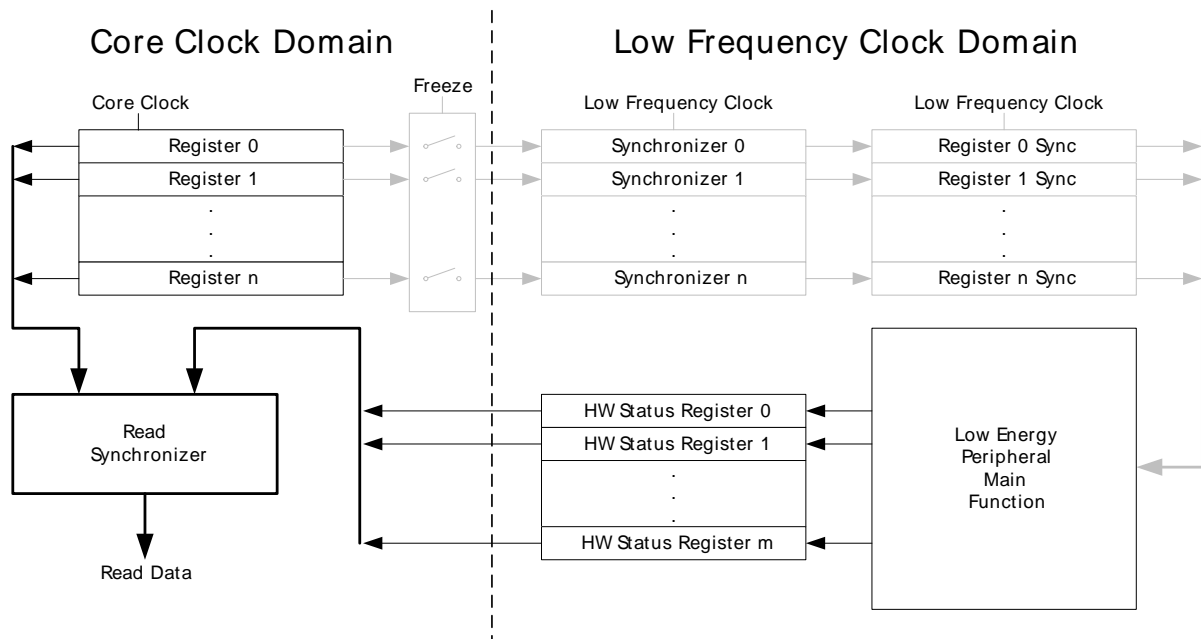 Core Clock Domain
Low Frequency Clock Domain
Freeze
Core Clock
Low Frequency Clock
Low Frequency Clock
Register 0
Synchronizer 0
Register 0 Sync
Register 1
Synchronizer 1
Register 1 Sync
.
.
.
.
.
.
.
.
.
Register n
Synchronizer n
Register n Sync
Read
Synchronizer
HW Status Register 0
HW Status Register 1
.
.
.
HW Status Register m
Low Energy
Peripheral
Main
Function
Read Data